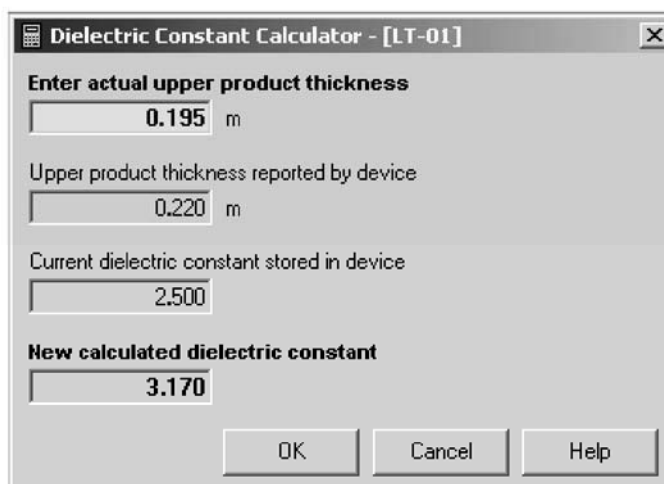 Dielectric Constant Calculator - [LT-01]
Enter actual upper product thickness
0.195 m
Upper product thickness reported by device
0.220 m
Current dielectric constant stored in device
2.500
New calculated dielectric constant
3.170
OK Cancel Help